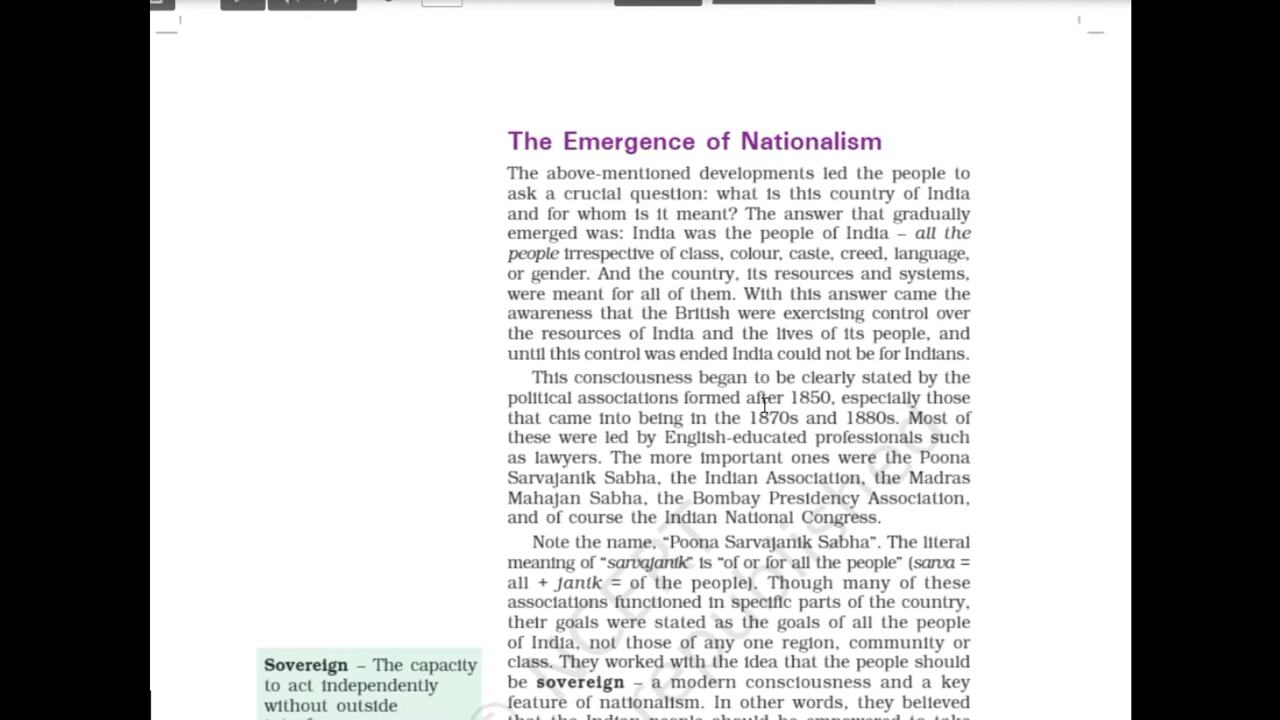 The Emergence of Nationalism
The above-mentioned developments led the people to
ask a crucial question: what is this country of India
and for whom is it meant? The answer that gradually
emerged was: India was the people of India – all the
people irrespective of class, colour, caste, creed, language,
or gender. And the country, its resources and systems,
were meant for all of them. With this answer came the
awareness that the British were exercising control over
the resources of India and the lives of its people, and
until this control was ended India could not be for Indians.
This consciousness began to be clearly stated by the
political associations formed after 1850, especially those
that came into being in the 1870s and 1880s. Most of
these were led by English-educated professionals such
as lawyers. The more important ones were the Poona
Sarvajanik Sabha, the Indian Association, the Madras
Mahajan Sabha, the Bombay Presidency Association,
and of course the Indian National Congress.
Note the name, “Poona Sarvajanik Sabha”. The literal
meaning of “sarvajanik” is “of or for all the people” (sarva =
all + janik = of the people). Though many of these
associations functioned in specific parts of the country,
their goals were stated as the goals of all the people
of India, not those of any one region, community or
class. They worked with the idea that the people should
be sovereign – a modern consciousness and a key
feature of nationalism. In other words, they believed
that the Indian people should be empowered to take
Sovereign – The capacity
to act independently
without outside
© NCERT
republished